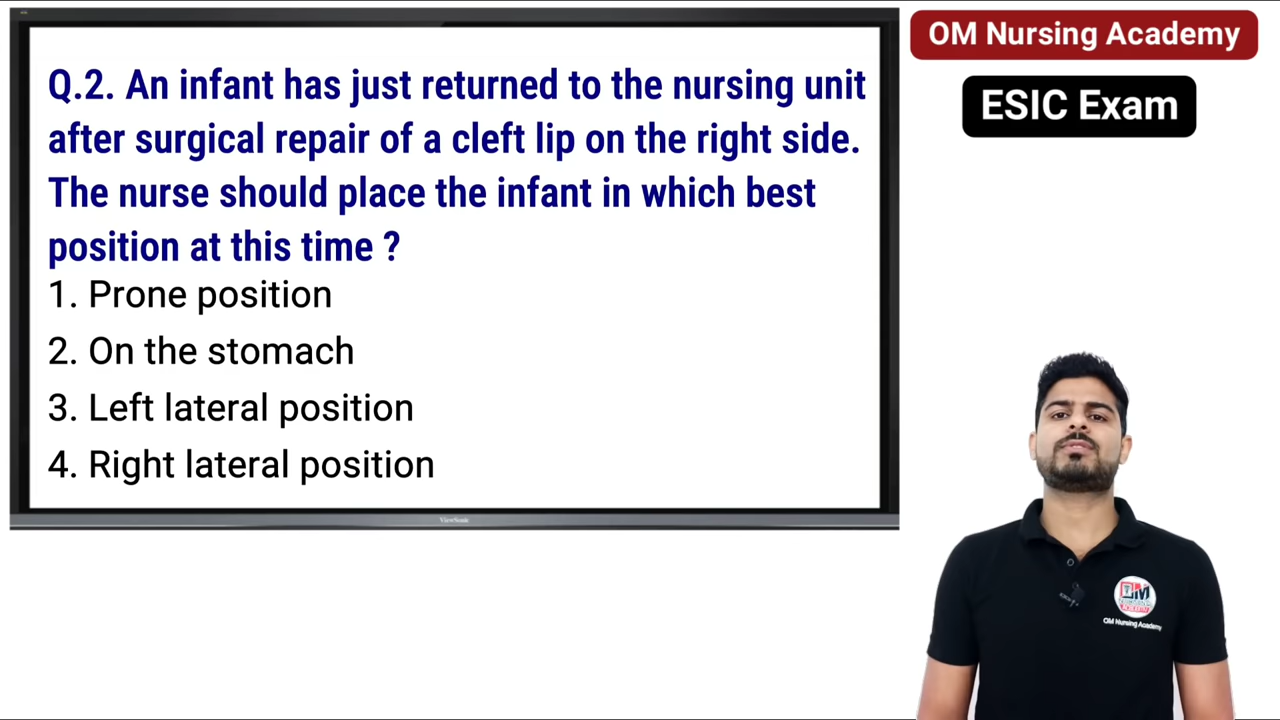 OM Nursing Academy
ESIC Exam
Q.2. An infant has just returned to the nursing unit
after surgical repair of a cleft lip on the right side.
The nurse should place the infant in which best
position at this time ?
1. Prone position
2. On the stomach
3. Left lateral position
4. Right lateral position
ViewSonic
OM Nursing Academy